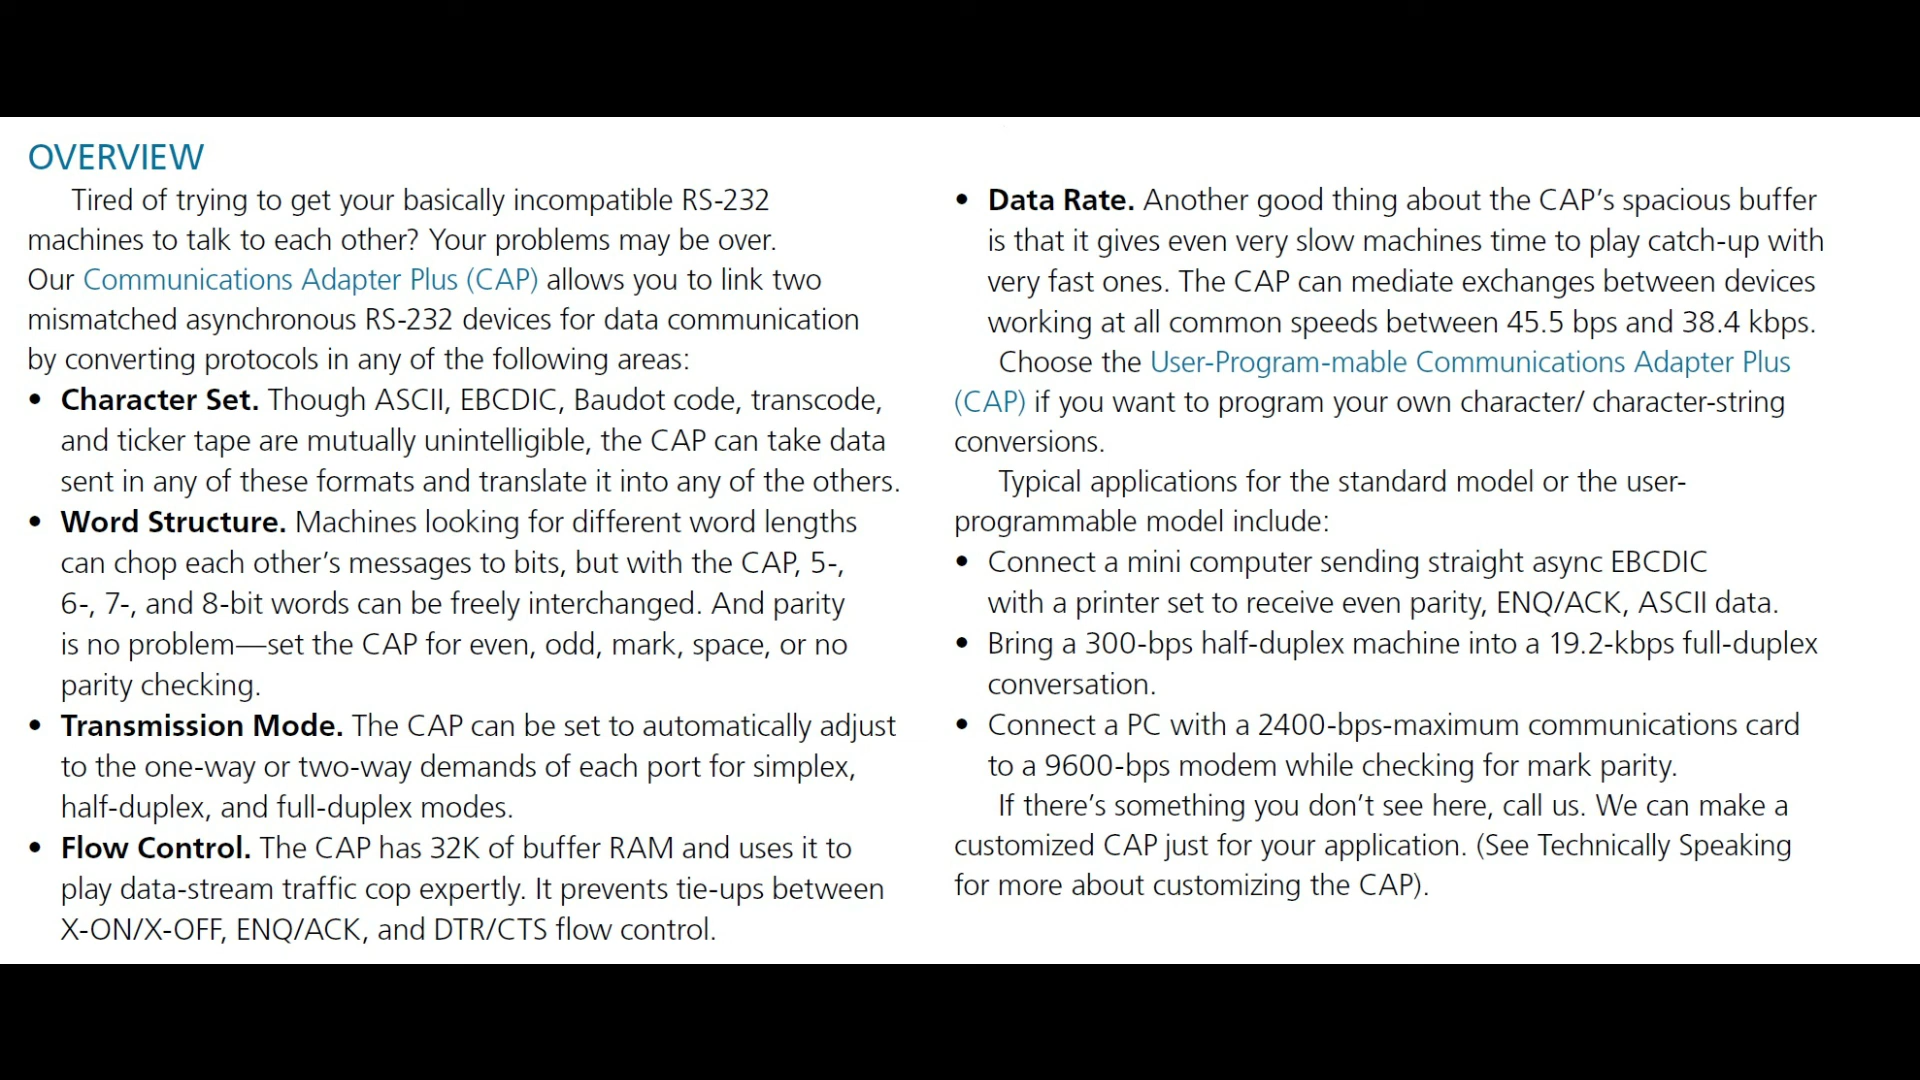 OVERVIEW
Tired of trying to get your basically incompatible RS-232
machines to talk to each other? Your problems may be over.
Our Communications Adapter Plus (CAP) allows you to link two
mismatched asynchronous RS-232 devices for data communication
by converting protocols in any of the following areas:
• Character Set. Though ASCII, EBCDIC, Baudot code, transcode,
and ticker tape are mutually unintelligible, the CAP can take data
sent in any of these formats and translate it into any of the others.
• Word Structure. Machines looking for different word lengths
can chop each other’s messages to bits, but with the CAP, 5-,
6-, 7-, and 8-bit words can be freely interchanged. And parity
is no problem—set the CAP for even, odd, mark, space, or no
parity checking.
• Transmission Mode. The CAP can be set to automatically adjust
to the one-way or two-way demands of each port for simplex,
half-duplex, and full-duplex modes.
• Flow Control. The CAP has 32K of buffer RAM and uses it to
play data-stream traffic cop expertly. It prevents tie-ups between
X-ON/X-OFF, ENQ/ACK, and DTR/CTS flow control.
• Data Rate. Another good thing about the CAP’s spacious buffer
is that it gives even very slow machines time to play catch-up with
very fast ones. The CAP can mediate exchanges between devices
working at all common speeds between 45.5 bps and 38.4 kbps.
Choose the User-Program-mable Communications Adapter Plus
(CAP) if you want to program your own character/ character-string
conversions.
Typical applications for the standard model or the user-
programmable model include:
• Connect a mini computer sending straight async EBCDIC
with a printer set to receive even parity, ENQ/ACK, ASCII data.
• Bring a 300-bps half-duplex machine into a 19.2-kbps full-duplex
conversation.
• Connect a PC with a 2400-bps-maximum communications card
to a 9600-bps modem while checking for mark parity.
If there’s something you don’t see here, call us. We can make a
customized CAP just for your application. (See Technically Speaking
for more about customizing the CAP).